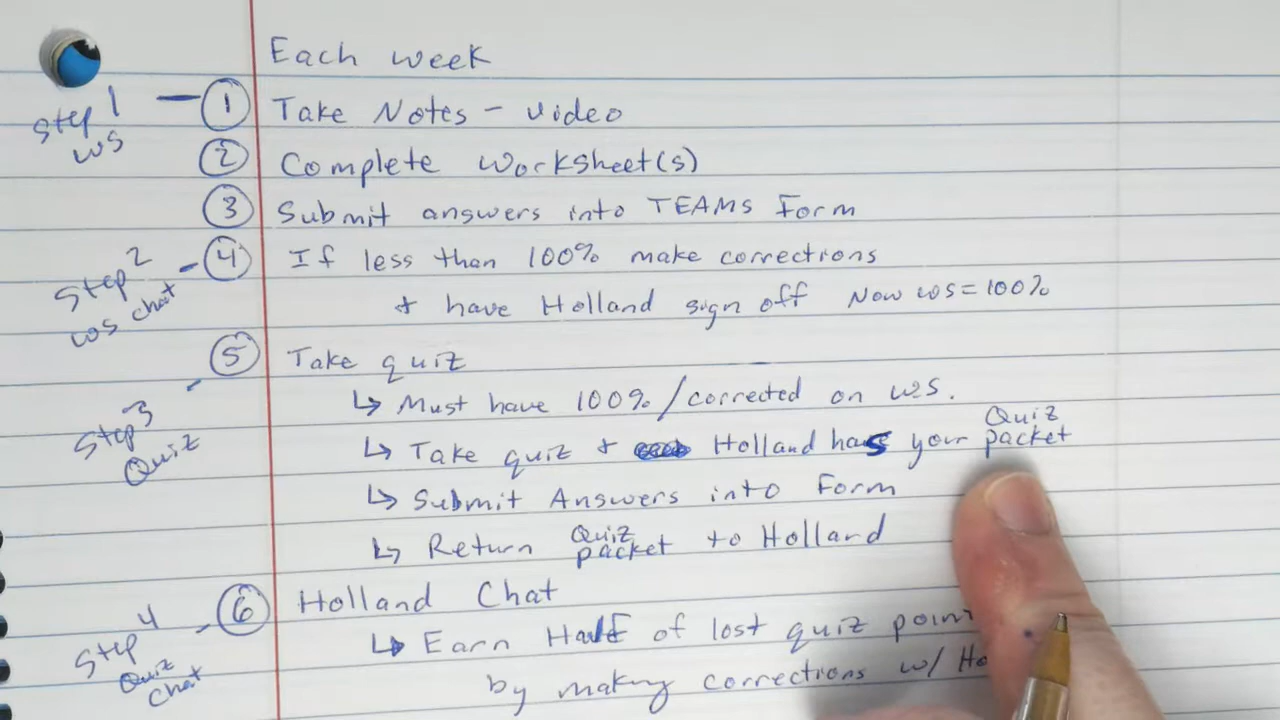 Each week
Step 1
WS
① Take Notes - Video
② Complete Worksheet(s)
③ Submit answers into TEAMS Form
Step 2
WS chat
④ If less than 100% make corrections
+ have Holland sign off Now WS = 100%
Step 3
Quiz
⑤ Take quiz
↳ Must have 100%/corrected on WS.
↳ Take quiz + Holland has your Quiz packet
↳ Submit Answers into Form
↳ Return Quiz packet to Holland
Step 4
Quiz
Chat
⑥ Holland Chat
↳ Earn Half of lost quiz
by making corrections w/